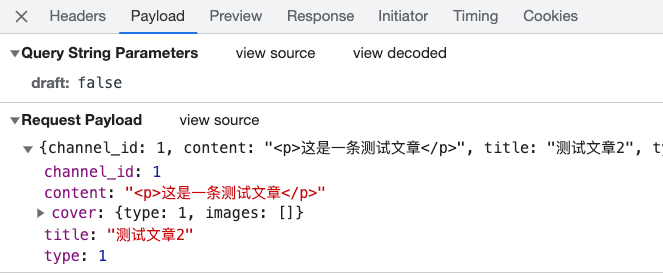 Headers Payload Preview Response Initiator Timing Cookies
Query String Parameters view source view decoded
draft: false
Request Payload view source
{channel_id: 1, content: "<p>这是一条测试文章</p>", title: "测试文章2", ty
channel_id: 1
content: "<p>这是一条测试文章</p>"
cover: {type: 1, images: []}
title: "测试文章2"
type: 1